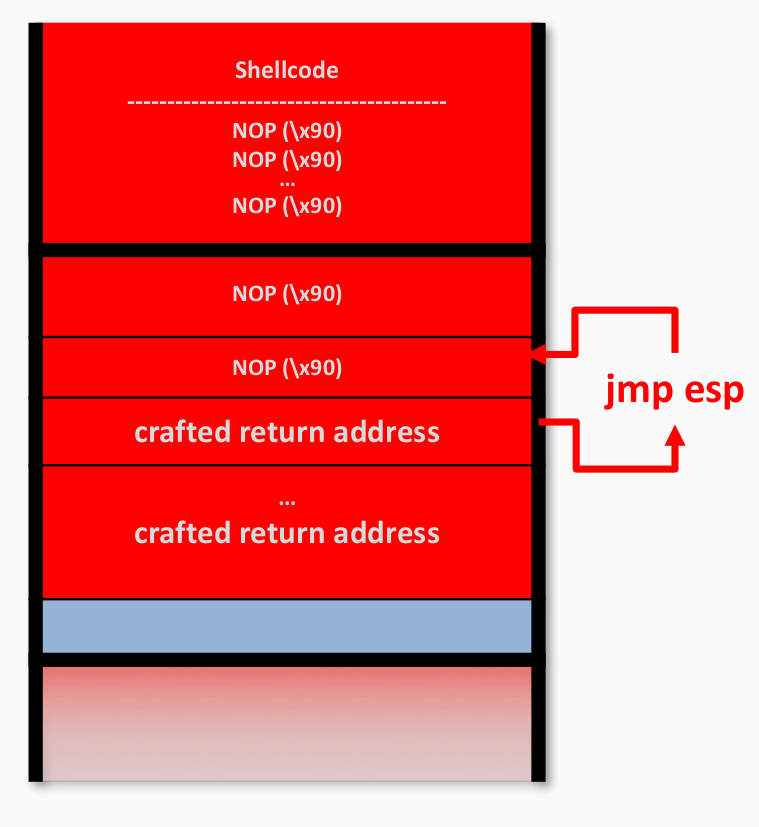 Shellcode
----------------------------------------
NOP (\x90)
NOP (\x90)
...
NOP (\x90)
NOP (\x90)
NOP (\x90)
jmp esp
crafted return address
...
crafted return address